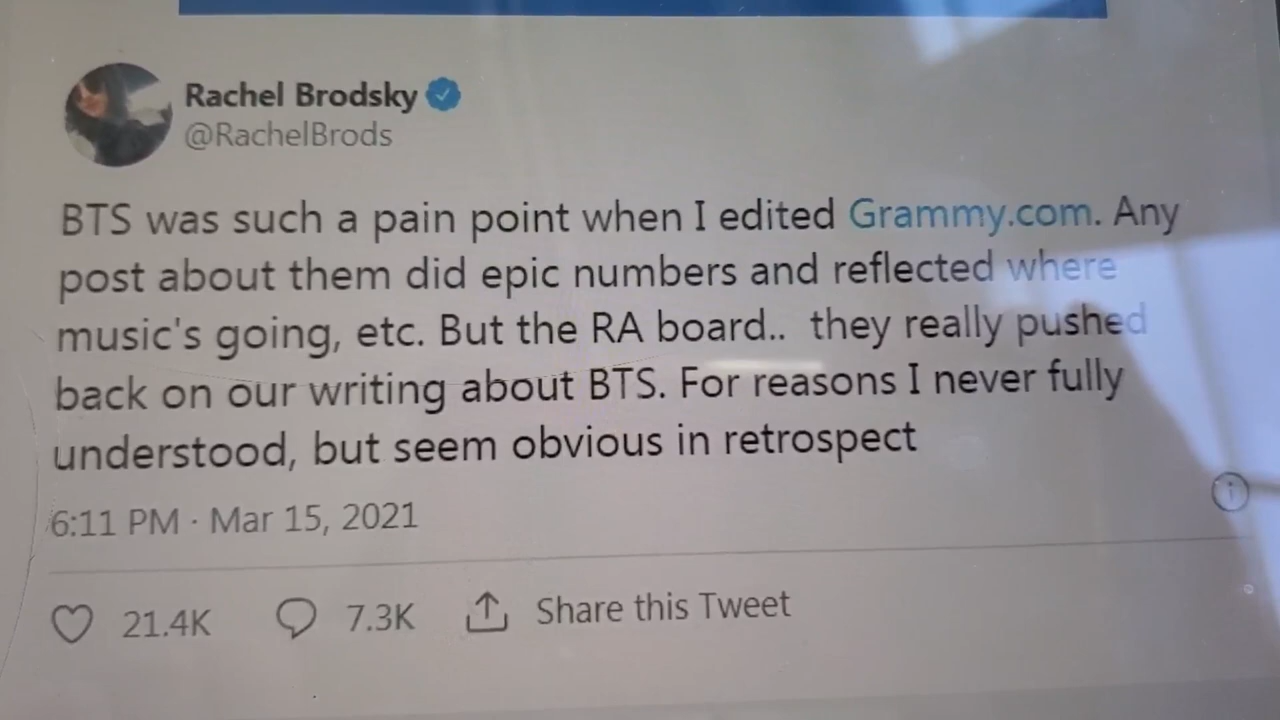 Rachel Brodsky
@RachelBrods
BTS was such a pain point when I edited Grammy.com. Any
post about them did epic numbers and reflected where
music's going, etc. But the RA board.. they really pushed
back on our writing about BTS. For reasons I never fully
understood, but seem obvious in retrospect
6:11 PM · Mar 15, 2021
21.4K 7.3K Share this Tweet